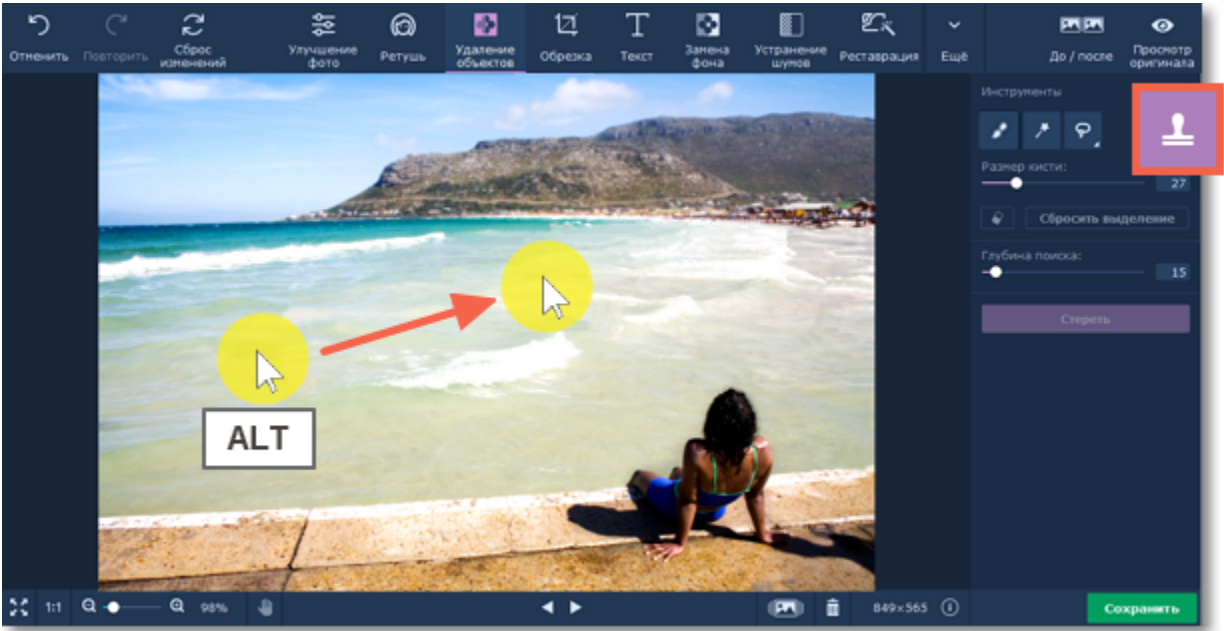 Отменить
Повторить
Сброс
изменений
Улучшение
фото
Ретушь
Удаление
объектов
Обрезка
Текст
Замена
фона
Устранение
шумов
Реставрация
Ещё
До / после
Просмотр
оригинала
Инструменты
Размер кисти:
27
Сбросить выделение
Глубина поиска:
15
Стереть
ALT
1:1
98%
849×565
Сохранить